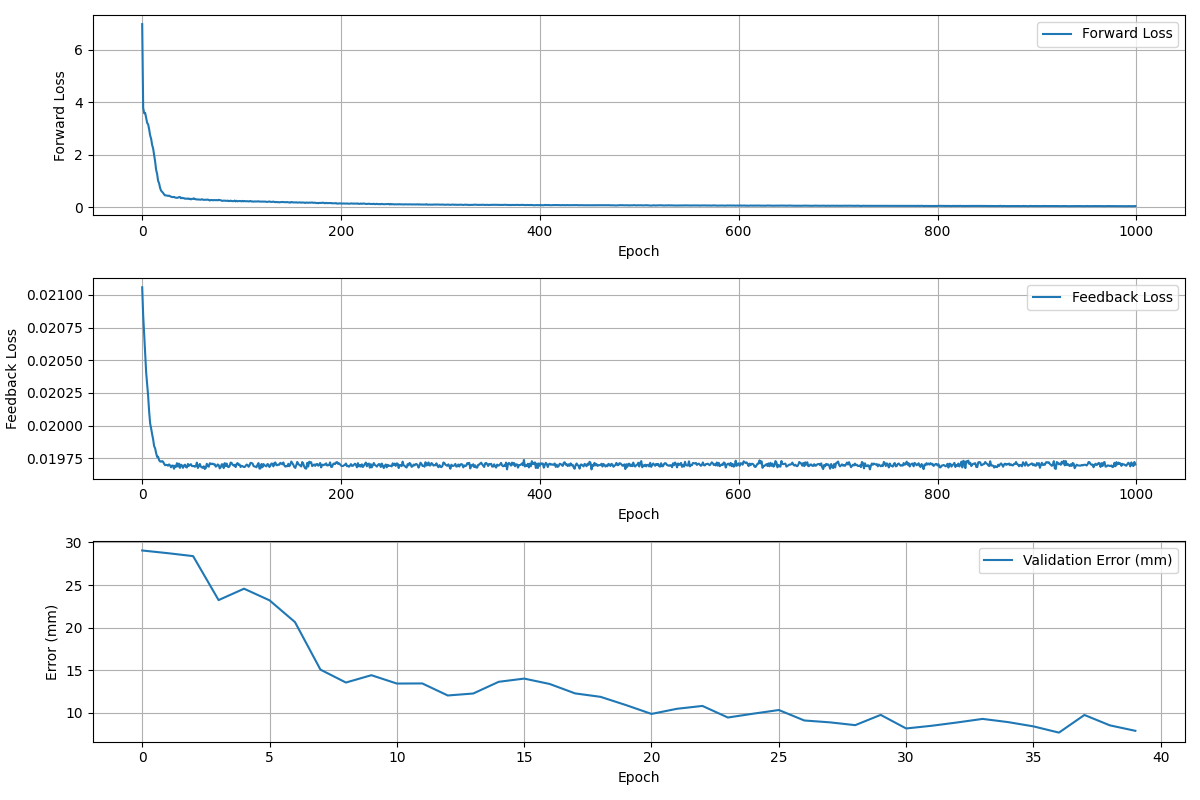 Forward Loss
6
4
2
0
Forward Loss
0 200 400 600 800 1000
Epoch
Feedback Loss
0.02100
0.02075
0.02050
0.02025
0.02000
0.01975
Feedback Loss
0 200 400 600 800 1000
Epoch
Validation Error (mm)
30
25
20
15
10
Error (mm)
0 5 10 15 20 25 30 35 40
Epoch